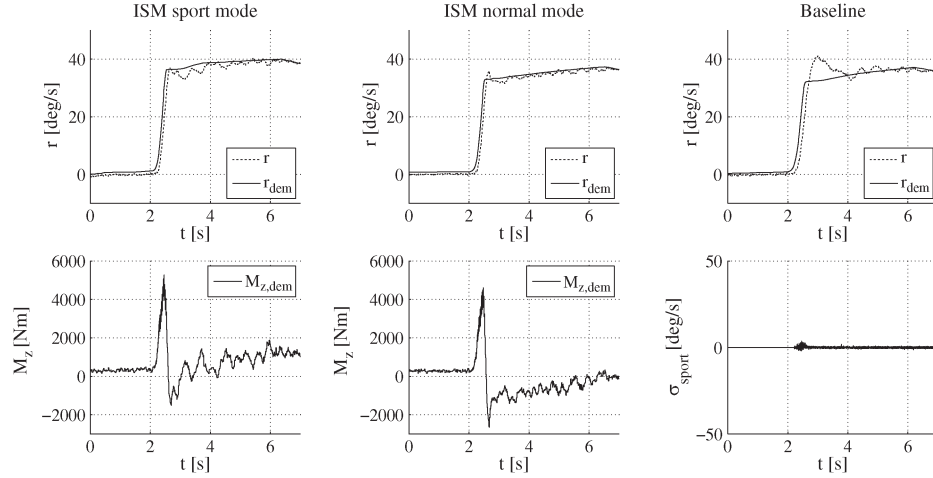 ISM sport mode
ISM normal mode
Baseline
r [deg/s]
40
20
0
r
r_dem
0 2 4 6
t [s]
r [deg/s]
40
20
0
r
r_dem
0 2 4 6
t [s]
r [deg/s]
40
20
0
r
r_dem
0 2 4 6
t [s]
M_z [Nm]
6000
4000
2000
0
−2000
M_z,dem
0 2 4 6
t [s]
M_z [Nm]
6000
4000
2000
0
−2000
M_z,dem
0 2 4 6
t [s]
σ_sport [deg/s]
50
0
−50
0 2 4 6
t [s]